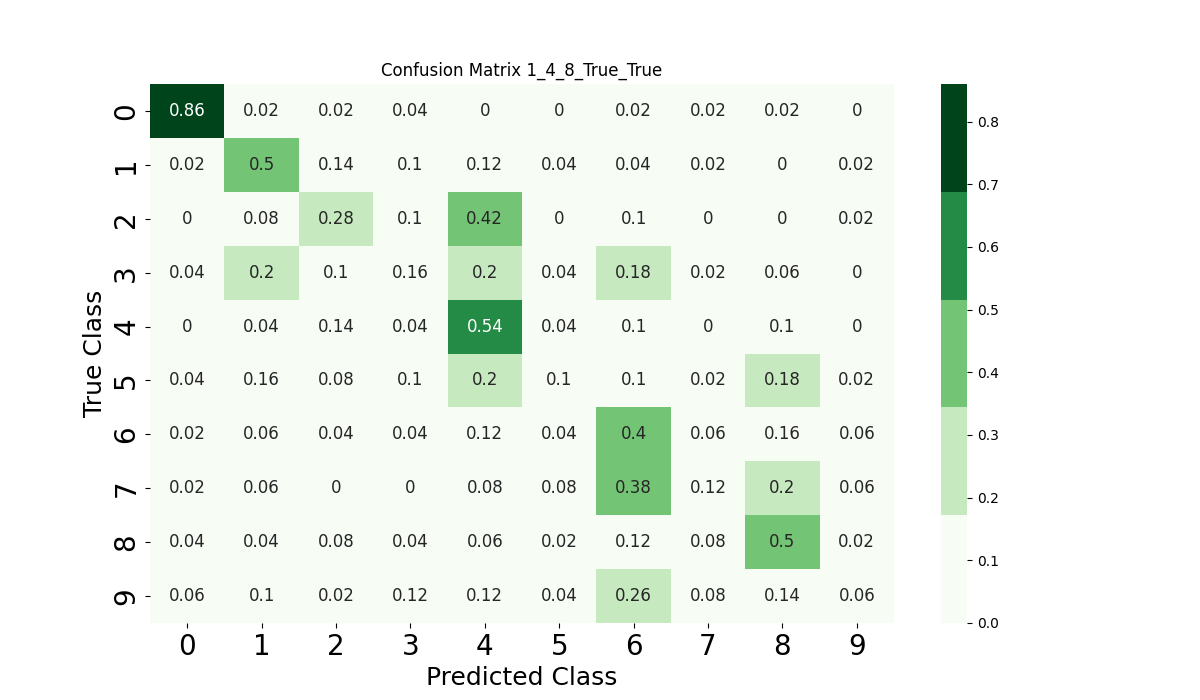 Confusion Matrix 1_4_8_True_True
0 0.86 0.02 0.02 0.04 0 0 0.02 0.02 0.02 0
1 0.02 0.5 0.14 0.1 0.12 0.04 0.04 0.02 0 0.02
2 0 0.08 0.28 0.1 0.42 0 0.1 0 0 0.02
3 0.04 0.2 0.1 0.16 0.2 0.04 0.18 0.02 0.06 0
4 0 0.04 0.14 0.04 0.54 0.04 0.1 0 0.1 0
5 0.04 0.16 0.08 0.1 0.2 0.1 0.1 0.02 0.18 0.02
6 0.02 0.06 0.04 0.04 0.12 0.04 0.4 0.06 0.16 0.06
7 0.02 0.06 0 0 0.08 0.08 0.38 0.12 0.2 0.06
8 0.04 0.04 0.08 0.04 0.06 0.02 0.12 0.08 0.5 0.02
9 0.06 0.1 0.02 0.12 0.12 0.04 0.26 0.08 0.14 0.06
0 1 2 3 4 5 6 7 8 9
Predicted Class
True Class
0.8
0.7
0.6
0.5
0.4
0.3
0.2
0.1
0.0